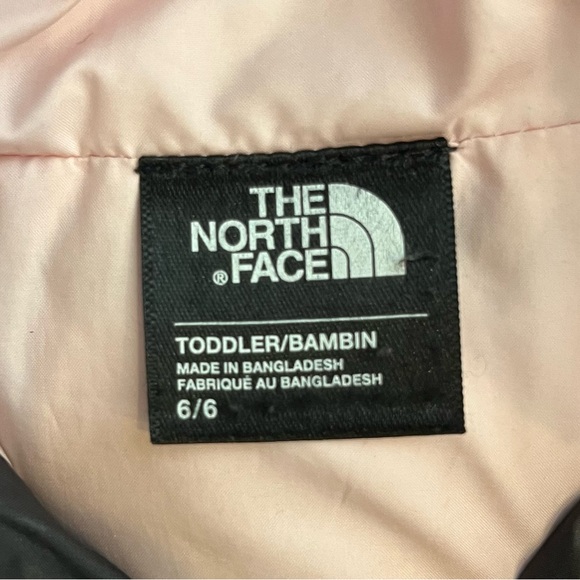 THE
NORTH
® FACE
TODDLER/BAMBIN
MADE IN BANGLADESH
FABRIQUÉ AU BANGLADESH
6/6